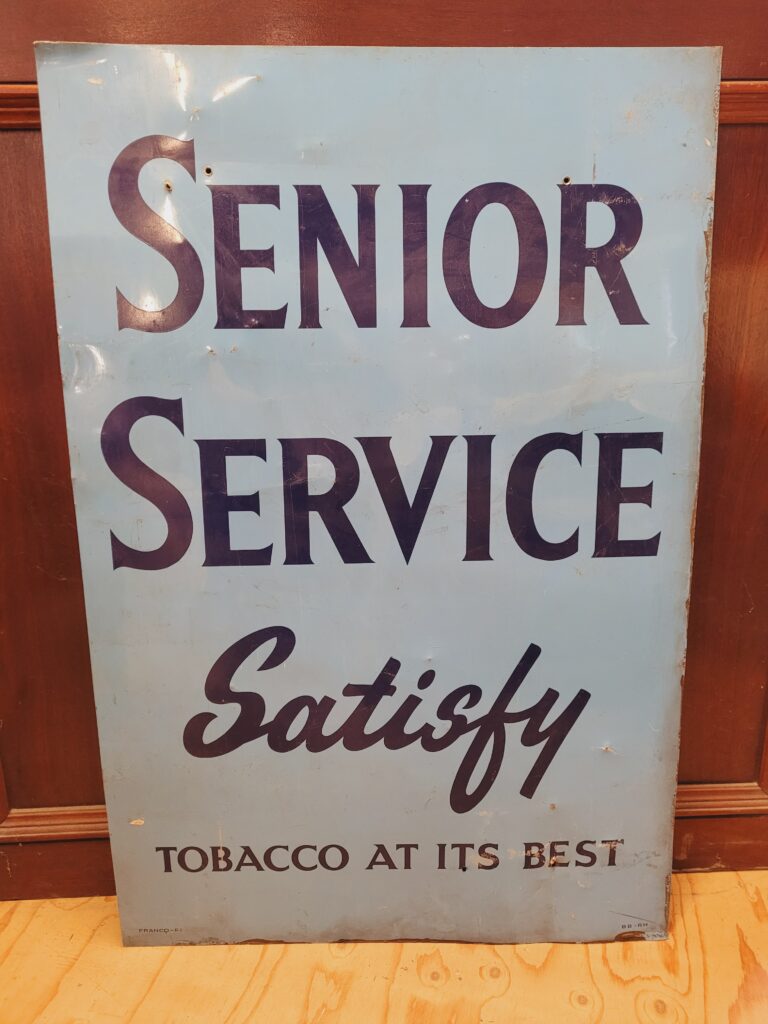 SENIOR
SERVICE
Satisfy
TOBACCO AT ITS BEST